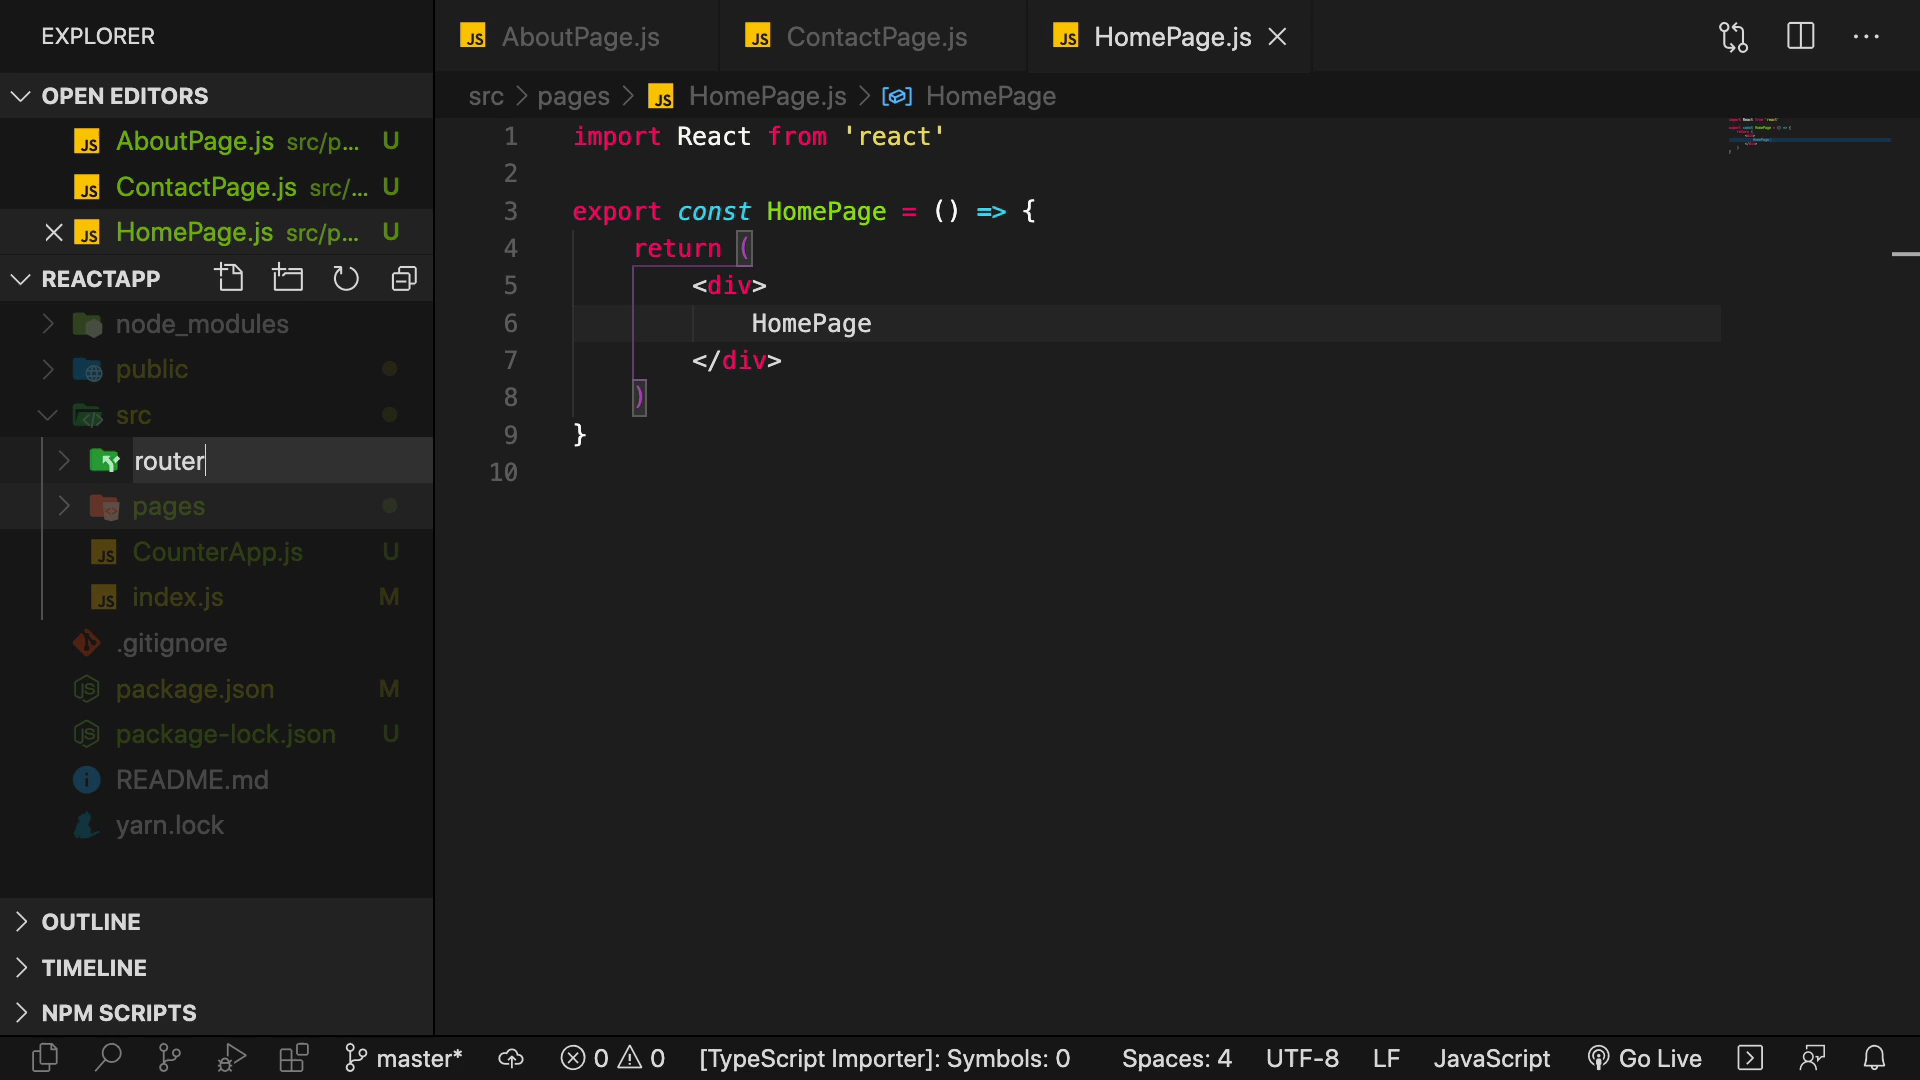 EXPLORER
OPEN EDITORS
AboutPage.js src/p... U
ContactPage.js src/... U
HomePage.js src/p... U
REACTAPP
node_modules
public
src
router
pages
CounterApp.js U
index.js M
.gitignore
package.json M
package-lock.json U
README.md
yarn.lock
OUTLINE
TIMELINE
NPM SCRIPTS
AboutPage.js ContactPage.js HomePage.js
src > pages > HomePage.js > HomePage
1 import React from 'react'
2
3 export const HomePage = () => {
4 return (
5 <div>
6 HomePage
7 </div>
8 )
9 }
10
master* 0 0 [TypeScript Importer]: Symbols: 0 Spaces: 4 UTF-8 LF JavaScript Go Live